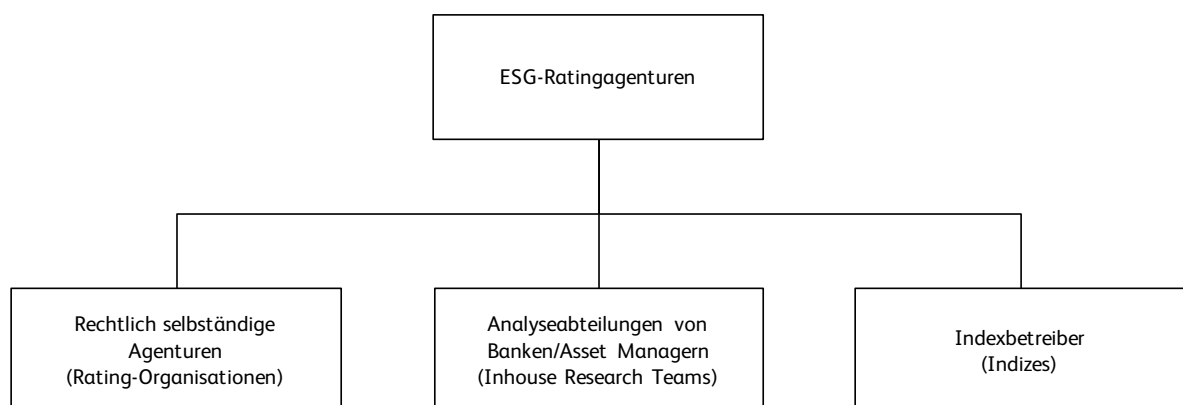 ESG-Ratingagenturen
Rechtlich selbständige
Agenturen
(Rating-Organisationen)
Analyseabteilungen von
Banken/Asset Managern
(Inhouse Research Teams)
Indexbetreiber
(Indizes)